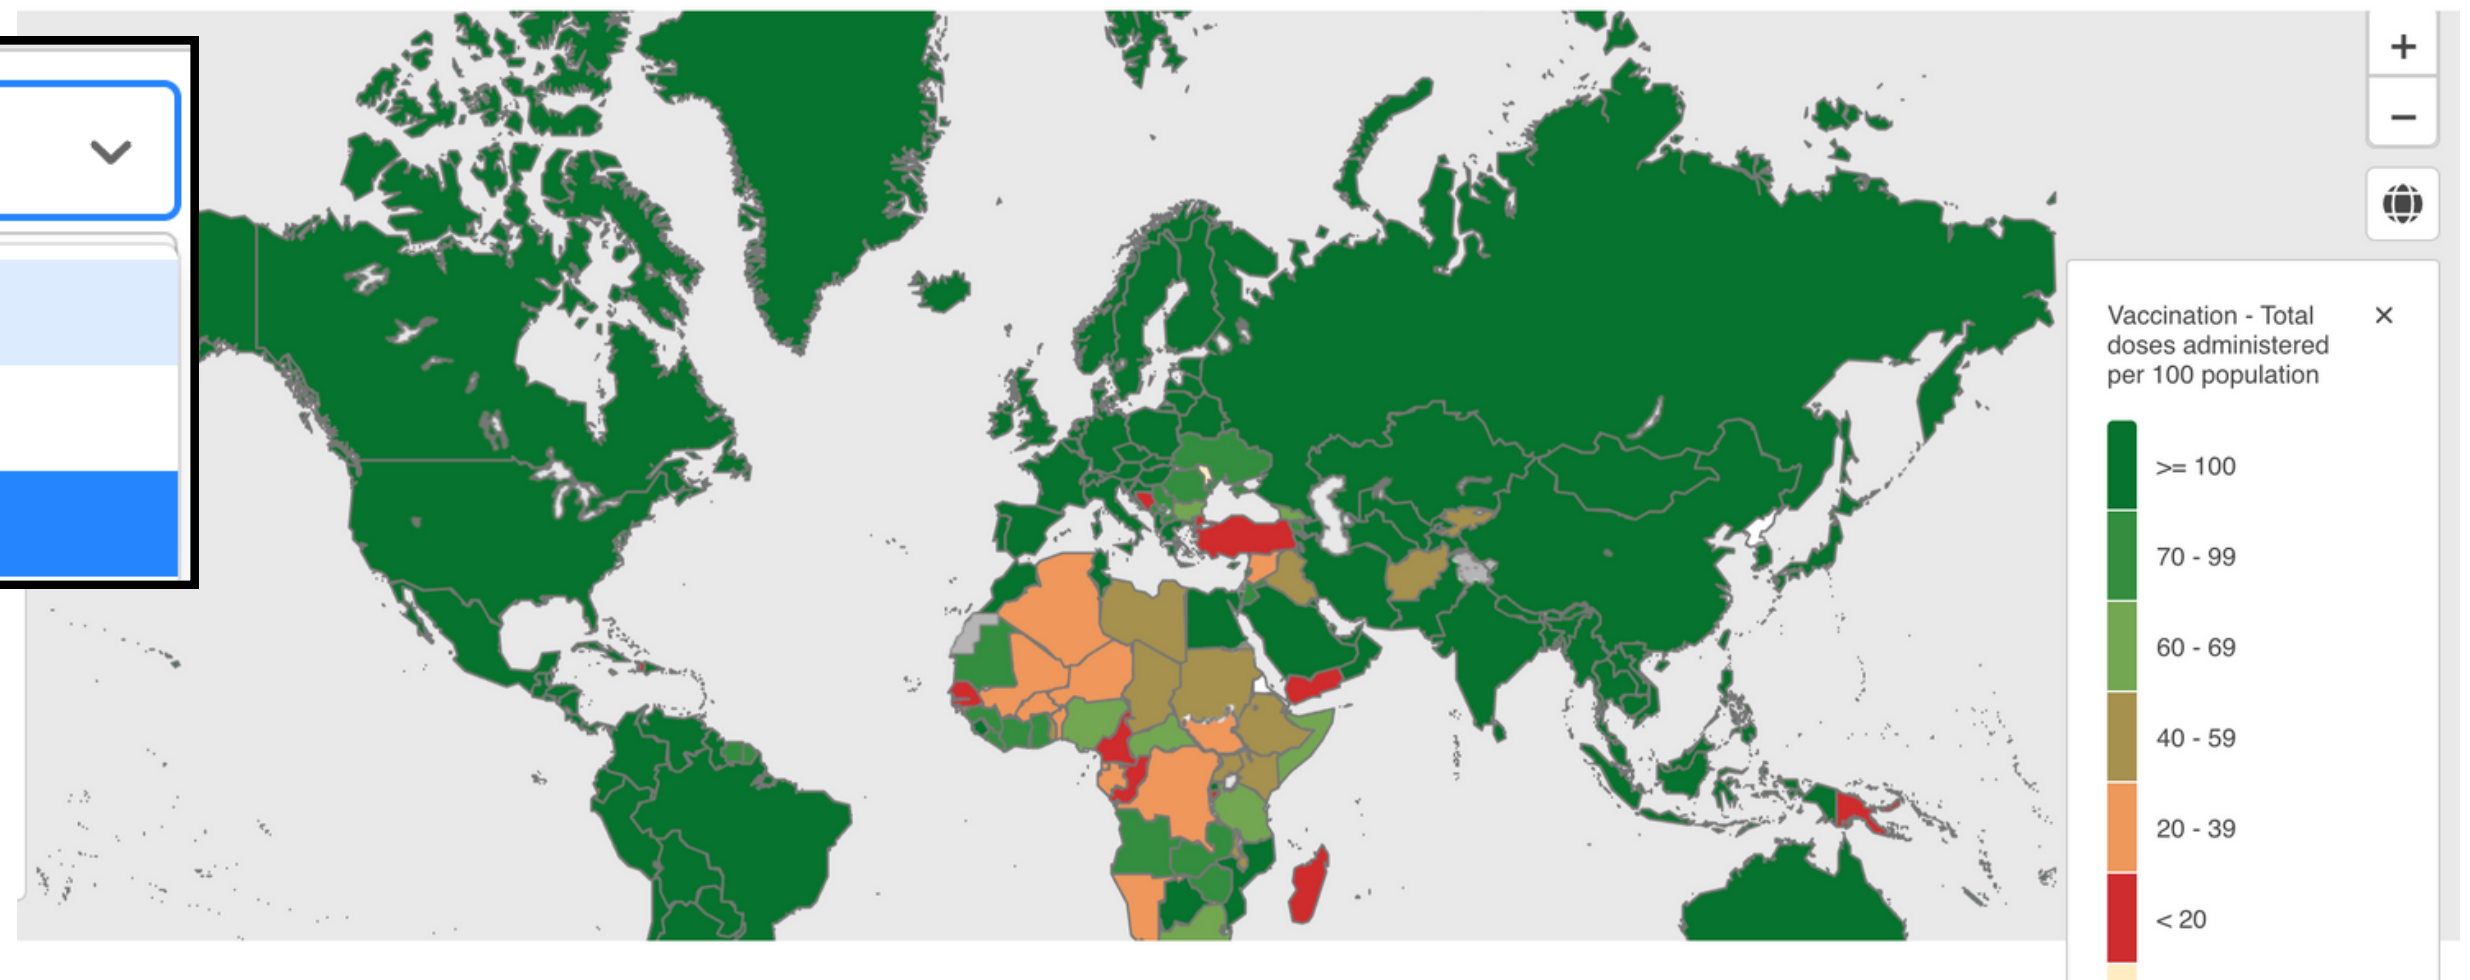 +
−
Vaccination - Total ×
doses administered
per 100 population
>= 100
70 - 99
60 - 69
40 - 59
20 - 39
< 20